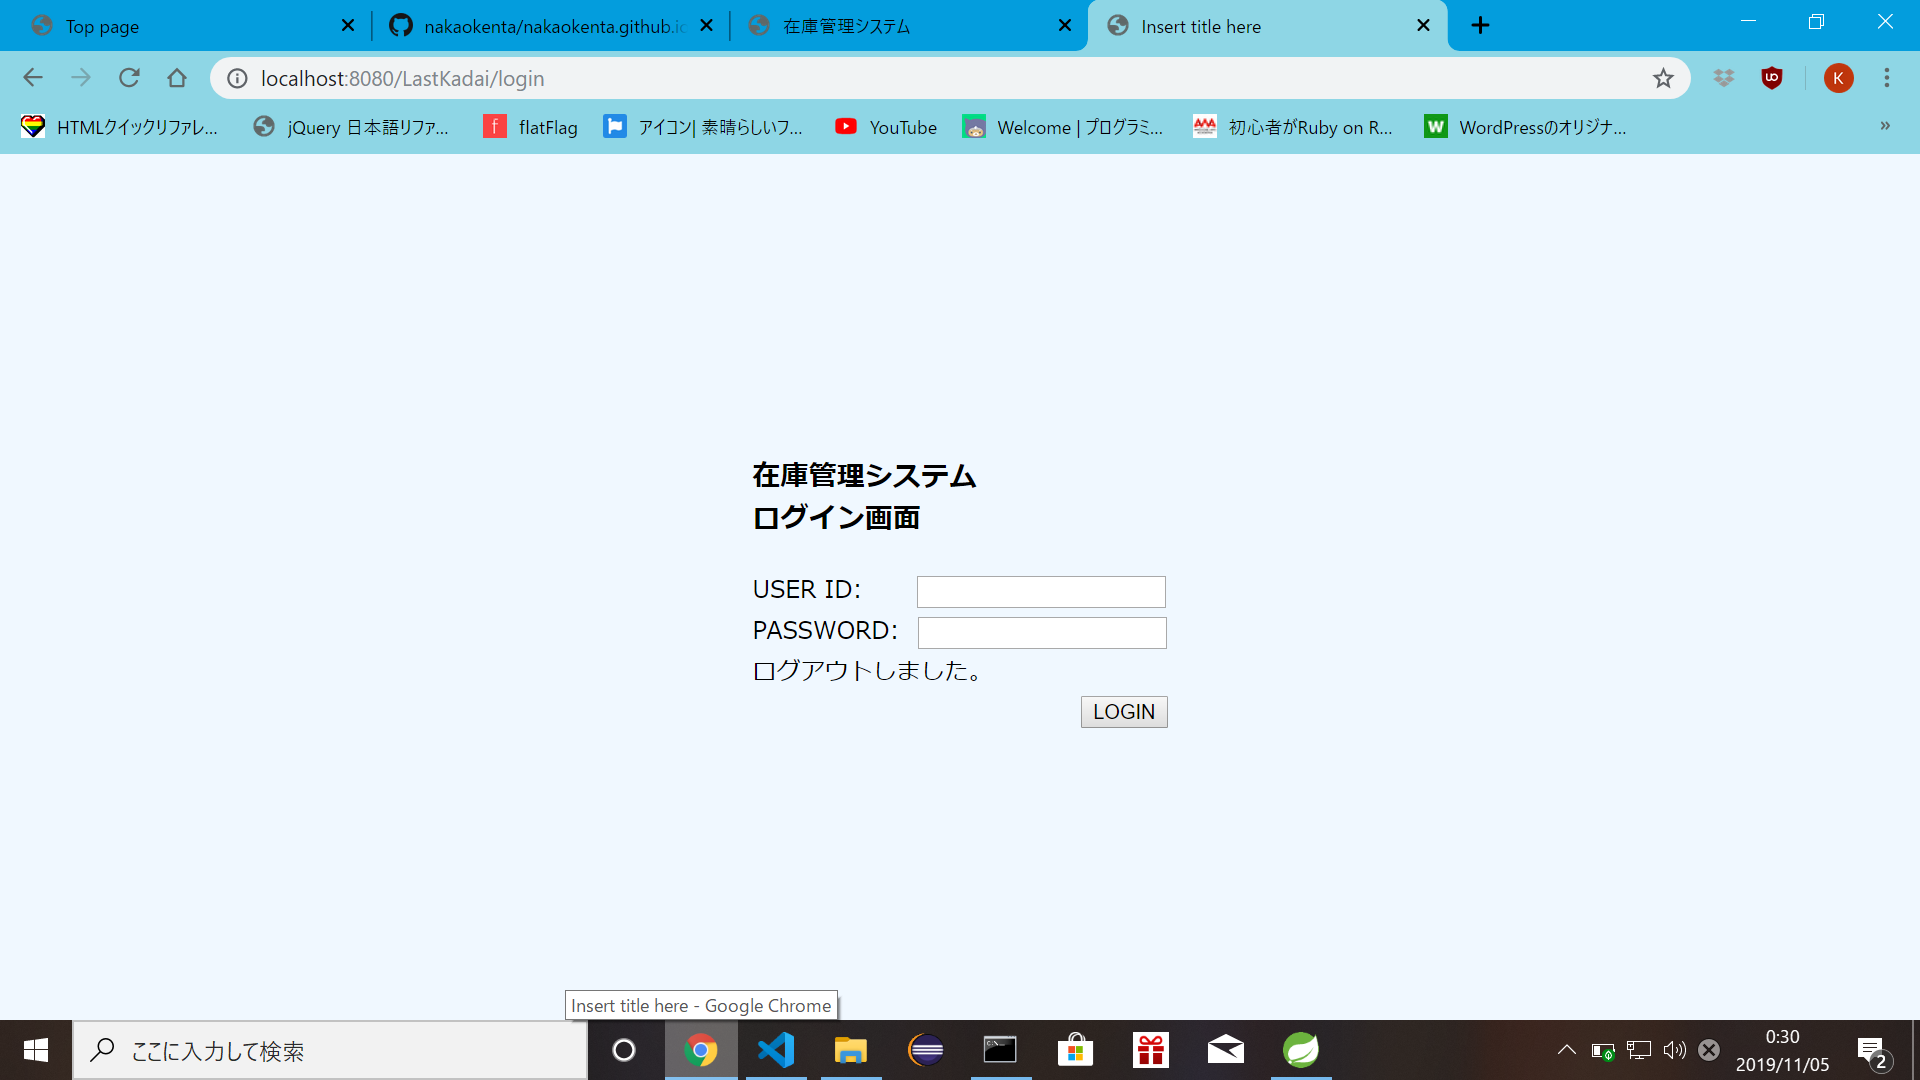 Top page
nakaokenta/nakaokenta.github.io
在庫管理システム
Insert title here
localhost:8080/LastKadai/login
K
HTMLクイックリファレ...
jQuery 日本語リファ...
f
flatFlag
アイコン| 素晴らしいフ...
YouTube
Welcome | プログラミ...
初心者がRuby on R...
W
WordPressのオリジナ...
»
在庫管理システム
ログイン画面
USER ID:
PASSWORD:
ログアウトしました。
LOGIN
Insert title here - Google Chrome
ここに入力して検索
0:30
2019/11/05
2